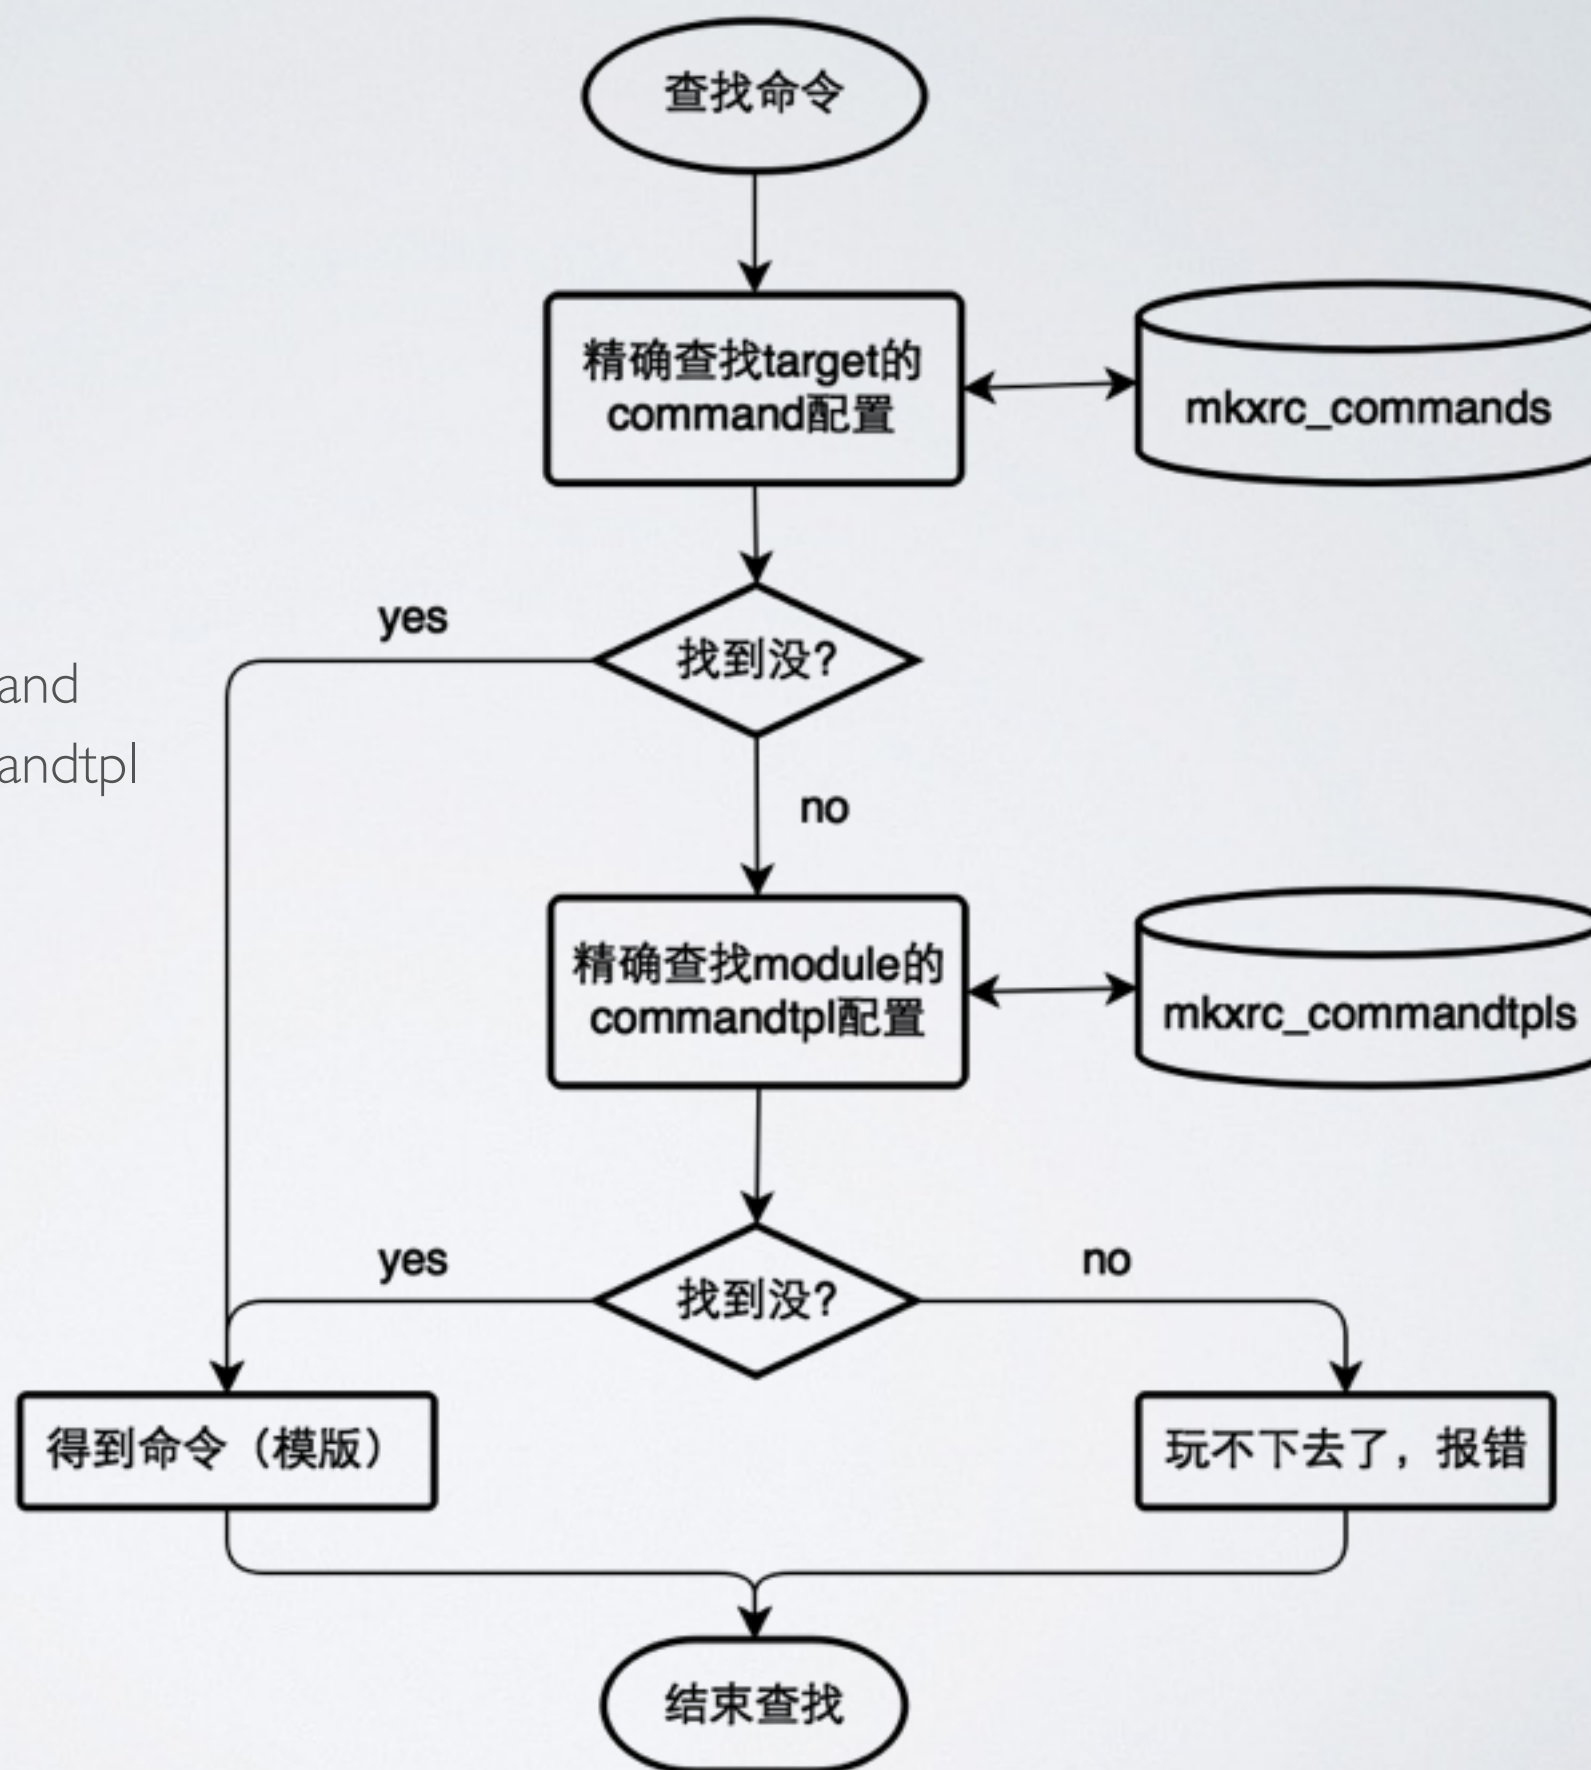 查找命令
精确查找target的
command配置
mkxrc_commands
yes
找到没?
and
andtpl
no
精确查找module的
commandtpl配置
mkxrc_commandtpls
yes
找到没?
no
得到命令（模版）
玩不下去了，报错
结束查找